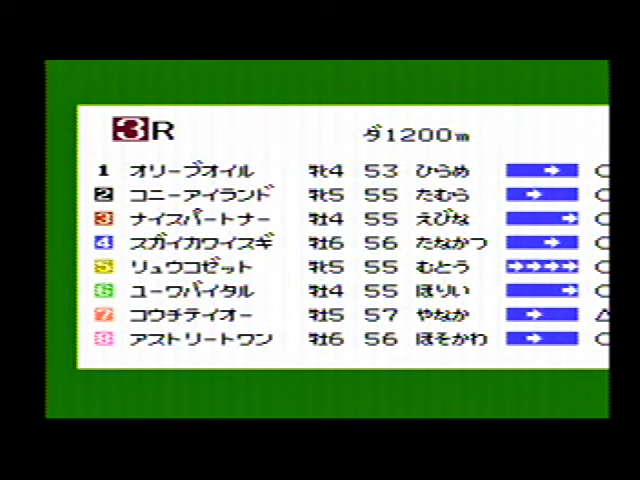 3R ダ1200m
1 オリーブオイル 牝4 53 ひらめ → ○
2 コニーアイランド 牝5 55 たむら → ○
3 ナイスパートナー 牡4 55 えびな → ○
4 スガイカワイスギ 牡6 56 たなかつ → ○
5 リュウコゼット 牝5 55 むとう →→→→ ○
6 ユーワバイタル 牡4 55 ほりい → ○
7 コウチテイオー 牡5 57 やなか → △
8 アストリートワン 牡6 56 ほそかわ → ○